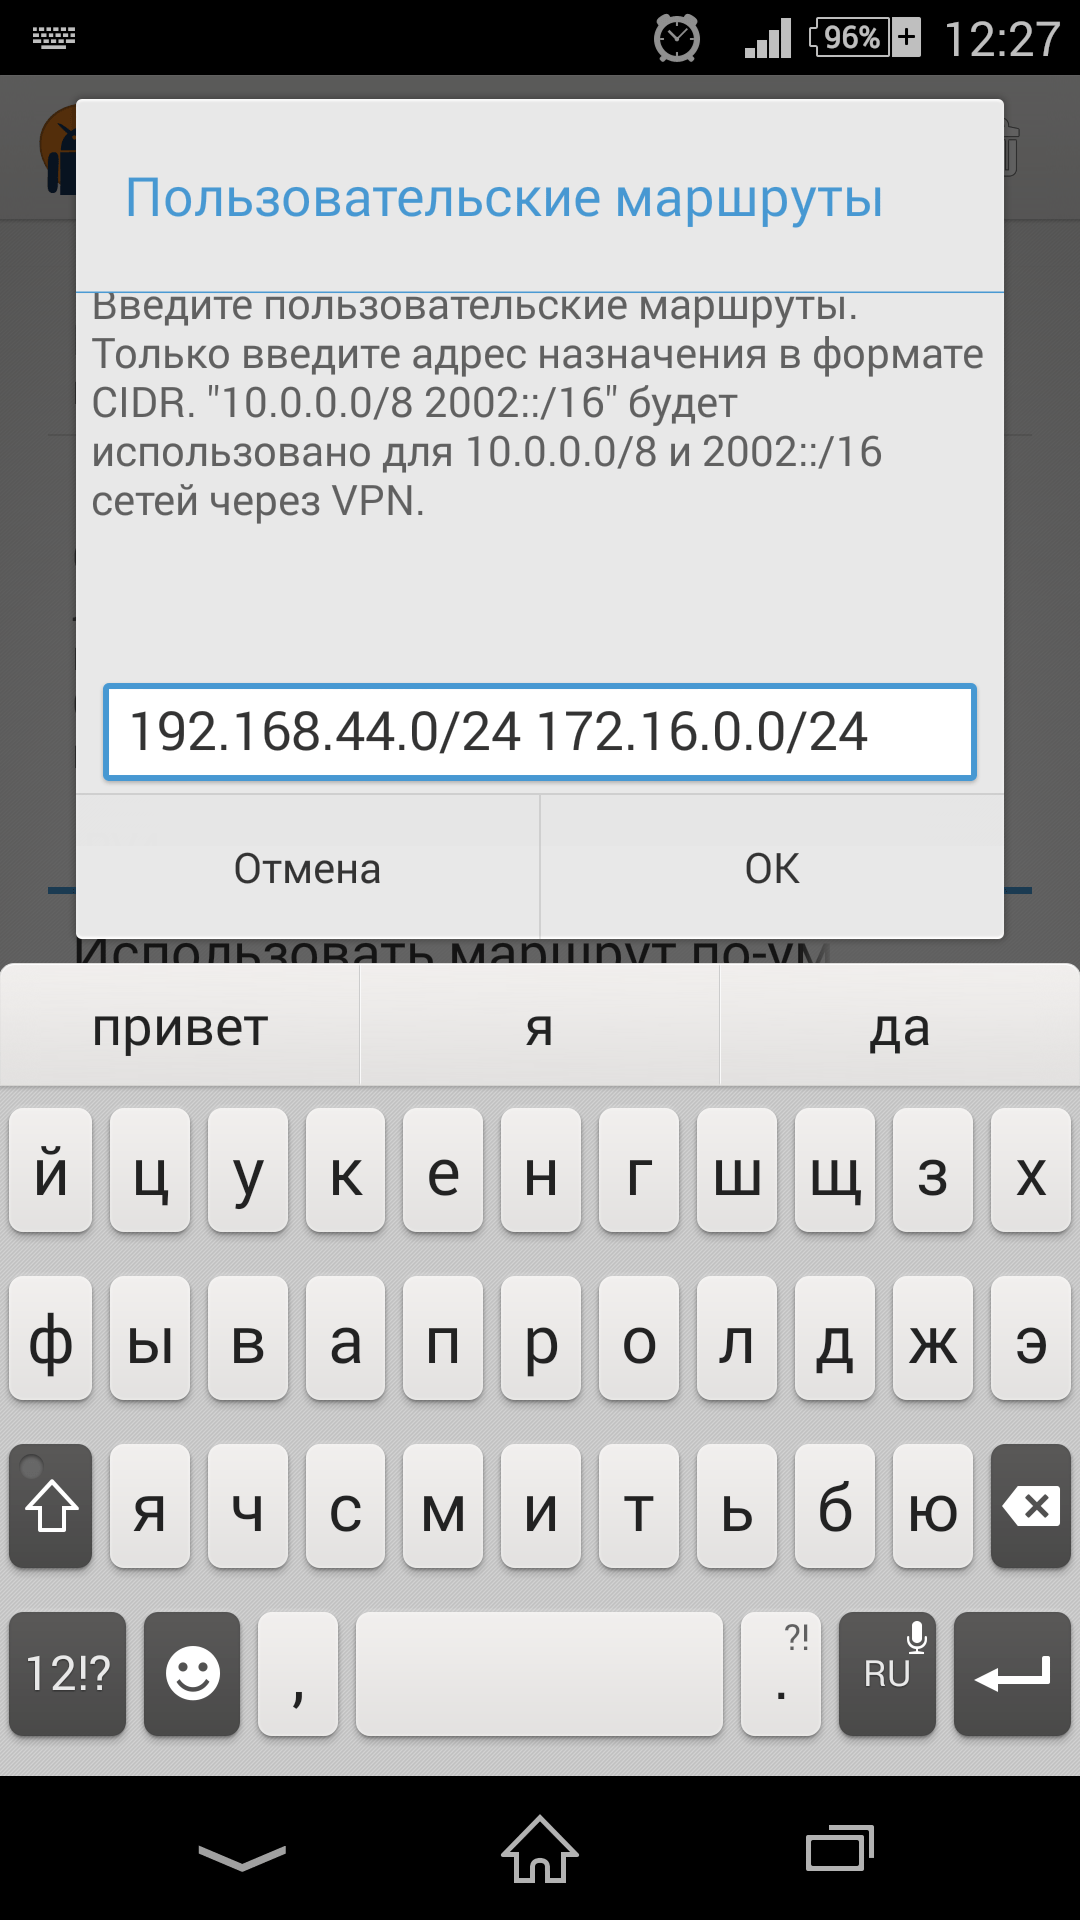 96%
12:27
Пользовательские маршруты
Введите пользовательские маршруты.
Только введите адрес назначения в формате
CIDR. "10.0.0.0/8 2002::/16" будет
использовано для 10.0.0.0/8 и 2002::/16
сетей через VPN.
192.168.44.0/24 172.16.0.0/24
Отмена
ОК
Использовать маршрут по-ум
привет
я
да
й ц у к е н г ш щ з х
ф ы в а п р о л д ж э
я ч с м и т ь б ю
12!? , ?! . RU